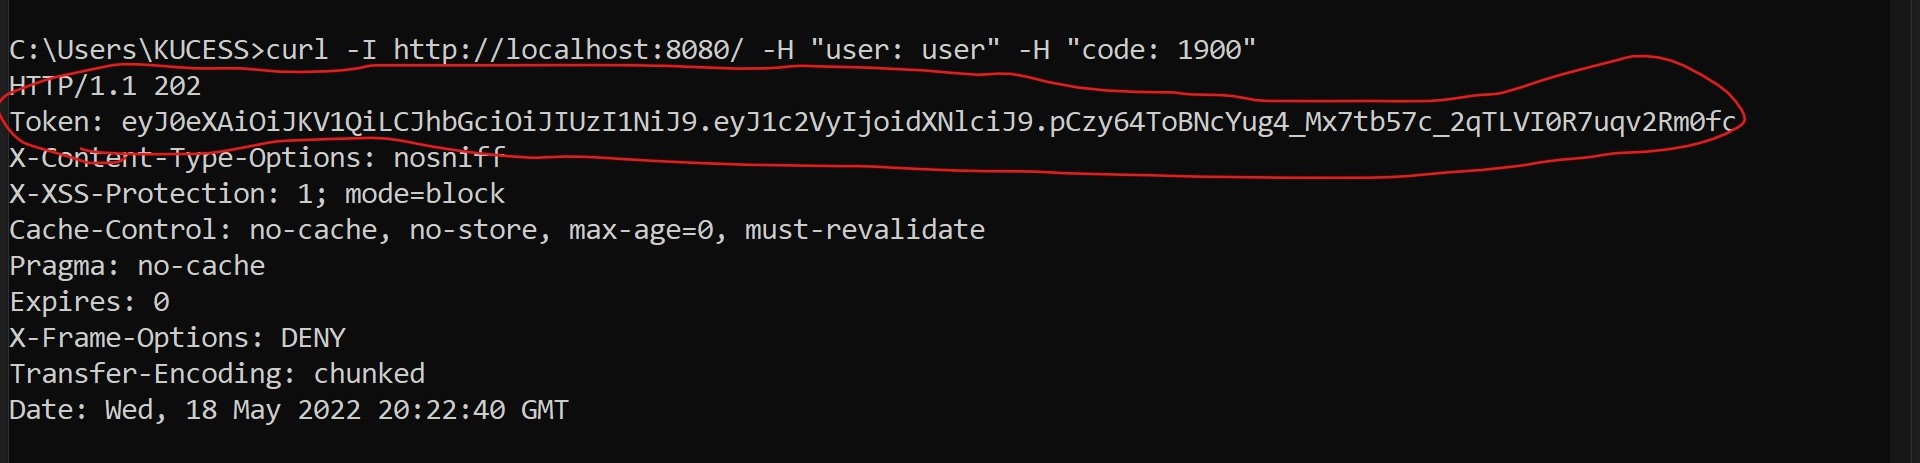 C:\Users\KUCESS>curl -I http://localhost:8080/ -H "user: user" -H "code: 1900"
HTTP/1.1 202
Token: eyJ0eXAiOiJKV1QiLCJhbGciOiJIUzI1NiJ9.eyJ1c2VyIjoidXNlciJ9.pCzy64ToBNcYug4_Mx7tb57c_2qTLVI0R7uqv2Rm0fc
X-Content-Type-Options: nosniff
X-XSS-Protection: 1; mode=block
Cache-Control: no-cache, no-store, max-age=0, must-revalidate
Pragma: no-cache
Expires: 0
X-Frame-Options: DENY
Transfer-Encoding: chunked
Date: Wed, 18 May 2022 20:22:40 GMT